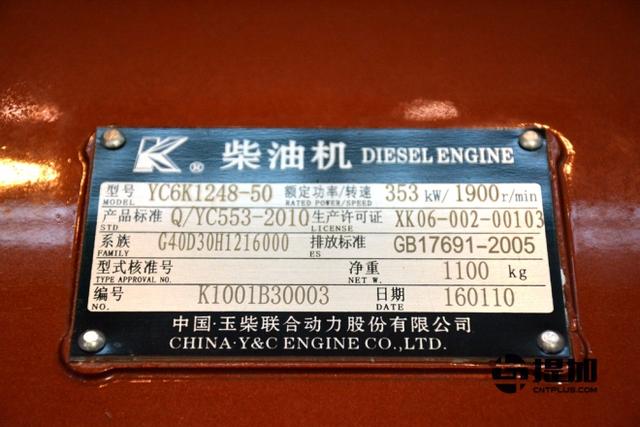 K ® 柴油机 DIESEL ENGINE
型号 MODEL YC6K1248-50 额定功率/转速 RATED POWER/SPEED 353 kW/ 1900 r/min
产品标准 STD Q/YC553-2010 生产许可证 LICENSE XK06-002-00103
系族 FAMILY G40D30H1216000 排放标准 ES GB17691-2005
型式核准号 TYPE APPROVAL NO. 净重 NET W. 1100 kg
编号 NO. K1001B30003 日期 DATE 160110
中国·玉柴联合动力股份有限公司
CHINA·Y&C ENGINE CO.,LTD.
提加
CNTPLUS.COM